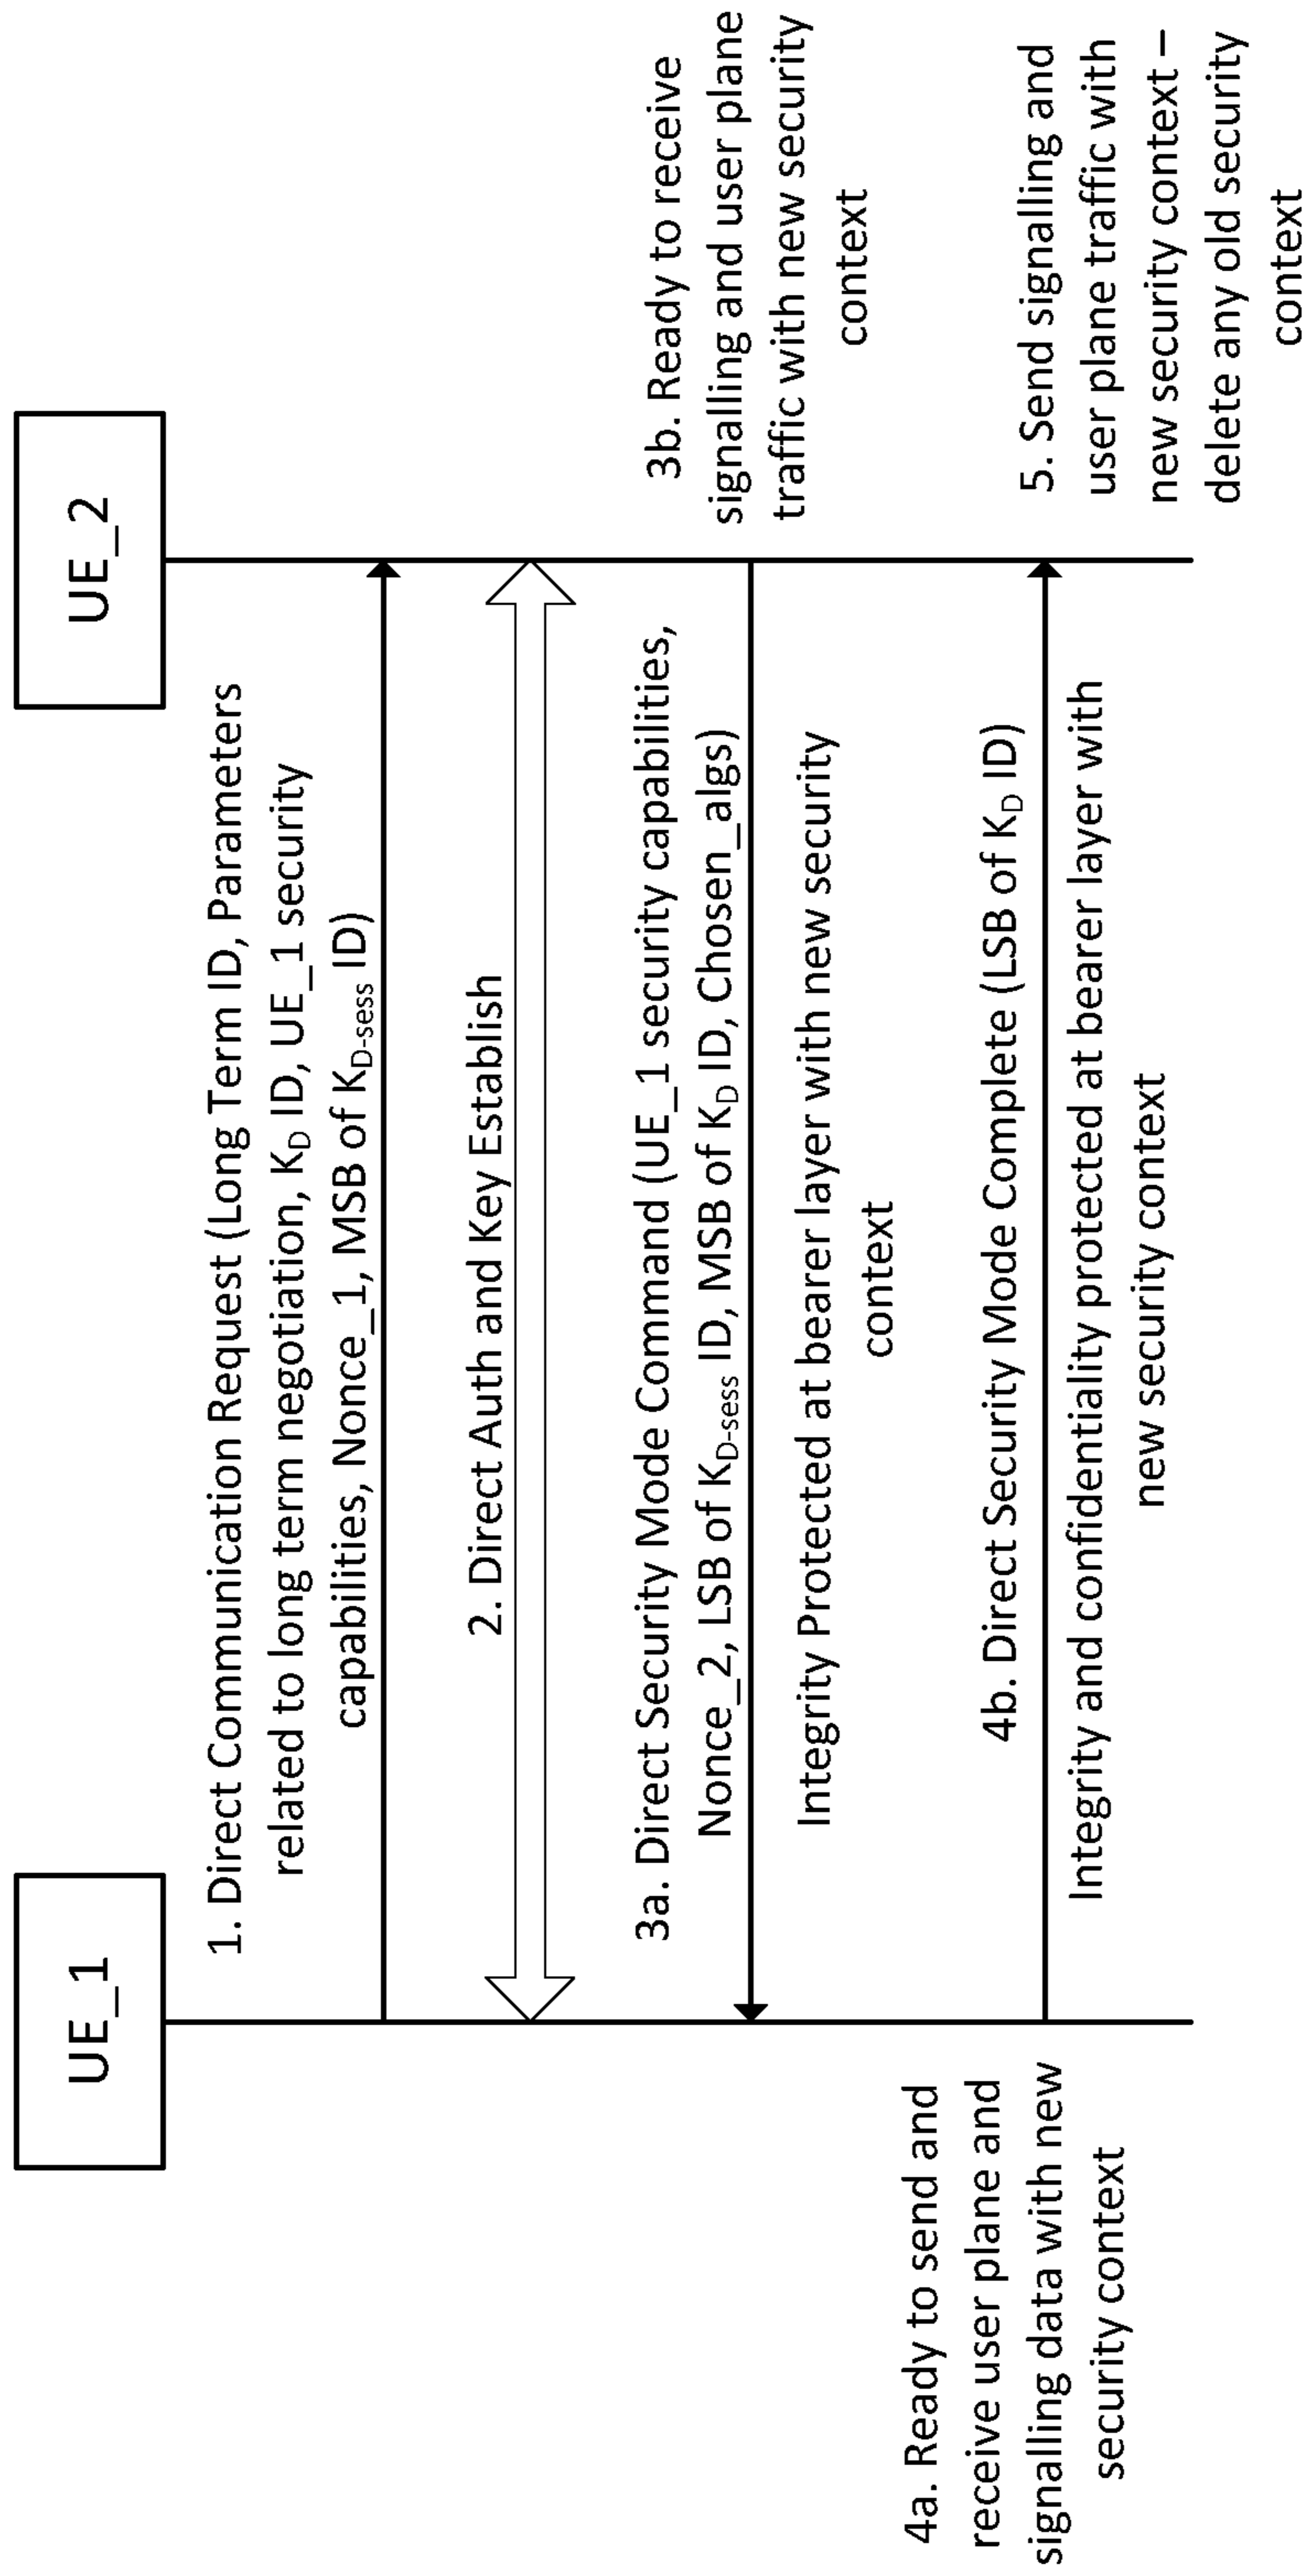 UE_1
UE_2
1. Direct Communication Request (Long Term ID, Parameters
related to long term negotiation, KD ID, UE_1 security
capabilities, Nonce_1, MSB of KD-sess ID)
2. Direct Auth and Key Establish
3a. Direct Security Mode Command (UE_1 security capabilities,
Nonce_2, LSB of KD-sess ID, MSB of KD ID, Chosen_algs)
Integrity Protected at bearer layer with new security
context
3b. Ready to receive
signalling and user plane
traffic with new security
context
4a. Ready to send and
receive user plane and
signalling data with new
security context
4b. Direct Security Mode Complete (LSB of KD ID)
Integrity and confidentiality protected at bearer layer with
new security context
5. Send signalling and
user plane traffic with
new security context –
delete any old security
context